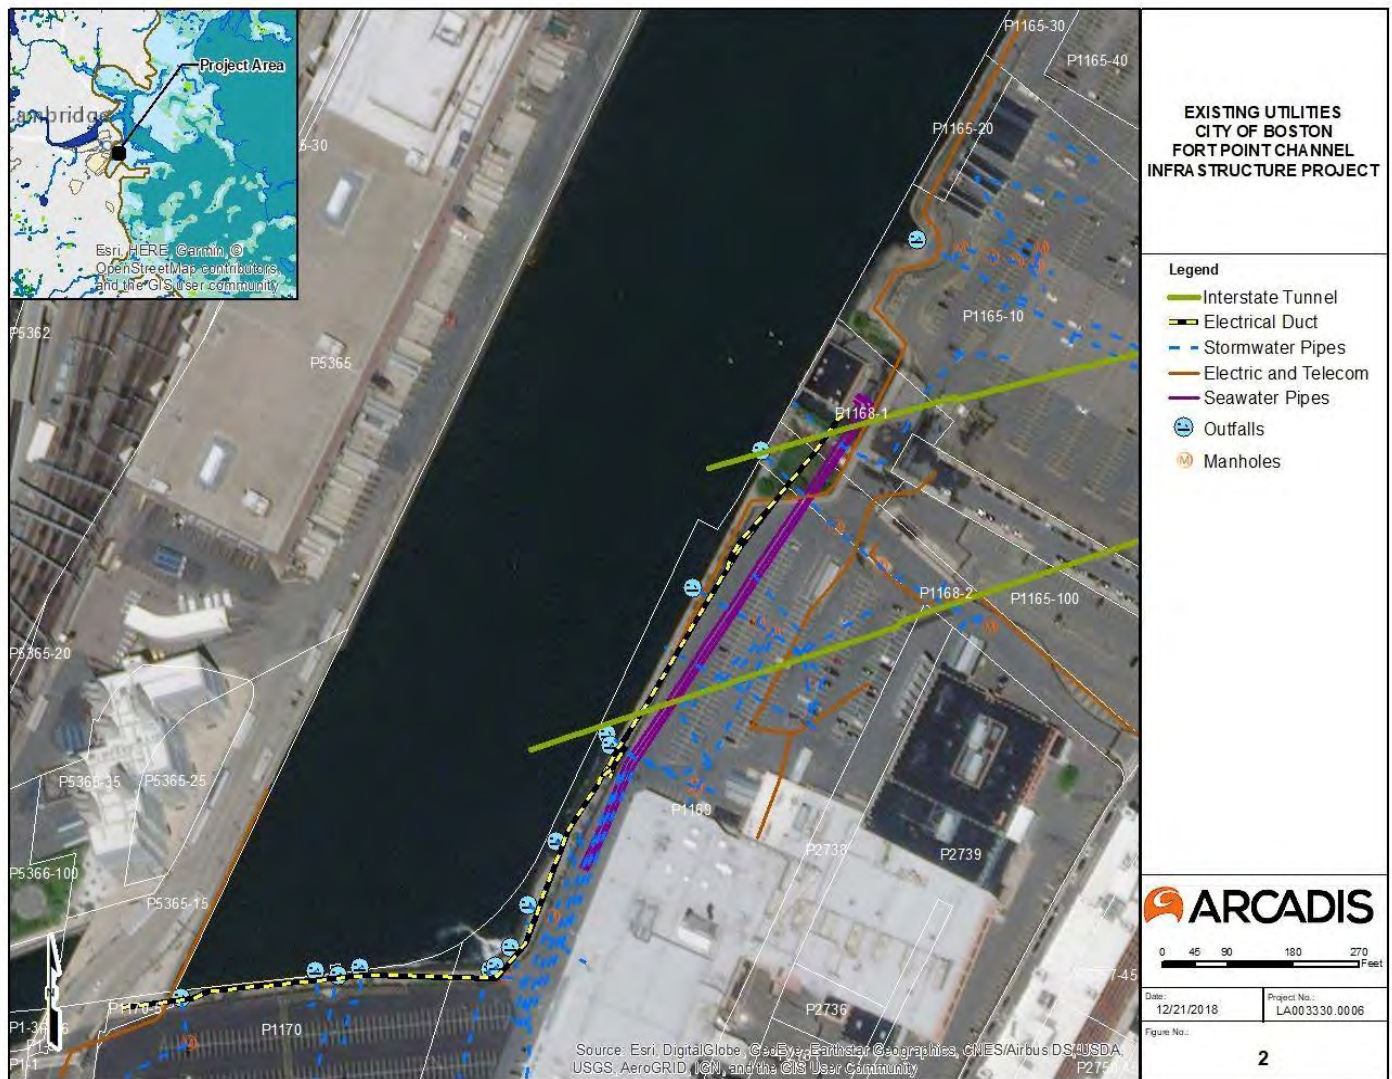 Project Area
Cambridge
Esri, HERE, Garmin, ©
OpenStreetMap contributors,
and the GIS user community
P1165-30
P1165-40
P1165-20
P5362
P5365
P1165-10
P1168-1
P1168-2
P1165-100
P5365-20
P5365-35
P5365-25
P1169
P2738
P2739
P5366-100
P5365-15
P1170-5
P1170
P2736
P1-1
Source: Esri, DigitalGlobe, GeoEye, Earthstar Geographics, CNES/Airbus DS, USDA,
USGS, AeroGRID, IGN, and the GIS User Community
EXISTING UTILITIES
CITY OF BOSTON
FORT POINT CHANNEL
INFRASTRUCTURE PROJECT
Legend
Interstate Tunnel
Electrical Duct
Stormwater Pipes
Electric and Telecom
Seawater Pipes
Outfalls
M Manholes
ARCADIS
0 45 90 180 270
Feet
Date:
12/21/2018
Project No.:
LA003330.0006
Figure No.:
2